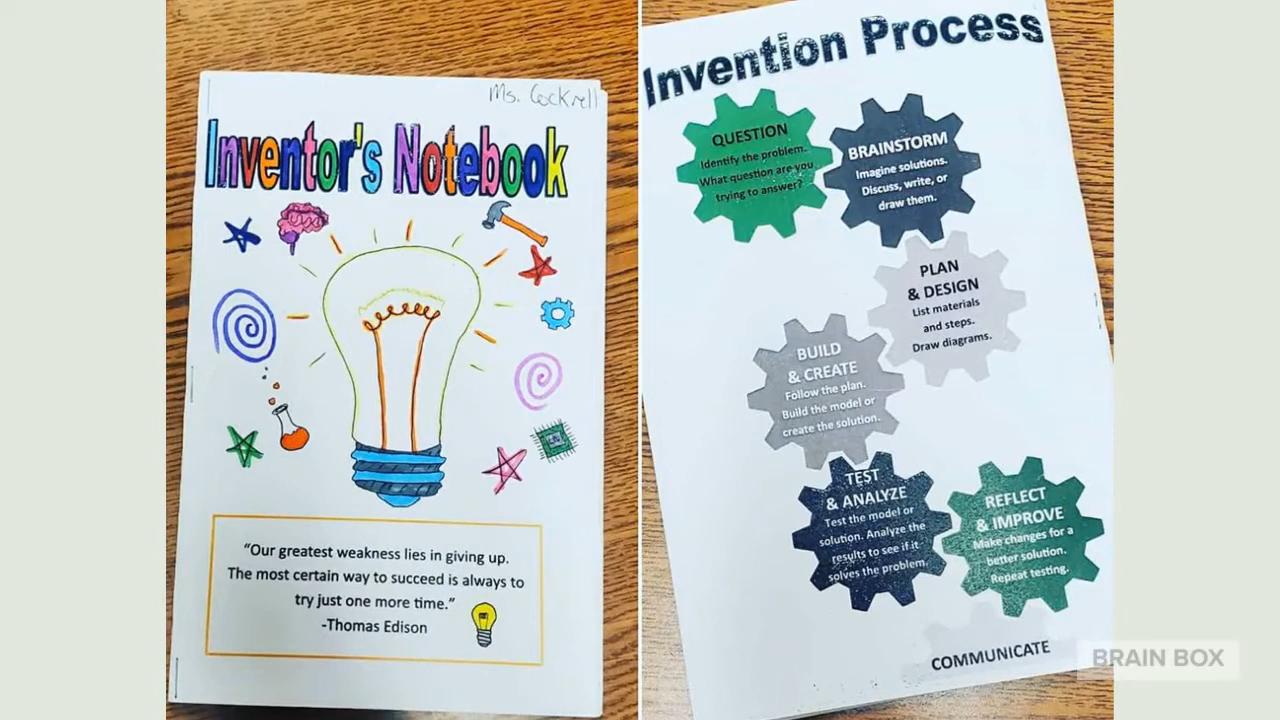 Ms. Cockrell
Inventor's Notebook
“Our greatest weakness lies in giving up.
The most certain way to succeed is always to
try just one more time.”
-Thomas Edison
Invention Process
QUESTION
Identify the problem.
What question are you
trying to answer?
BRAINSTORM
Imagine solutions.
Discuss, write, or
draw them.
PLAN
& DESIGN
List materials
and steps.
Draw diagrams.
BUILD
& CREATE
Follow the plan.
Build the model or
create the solution.
TEST
& ANALYZE
Test the model or
solution. Analyze the
results to see if it
solves the problem.
REFLECT
& IMPROVE
Make changes for a
better solution.
Repeat testing.
COMMUNICATE
BRAIN BOX